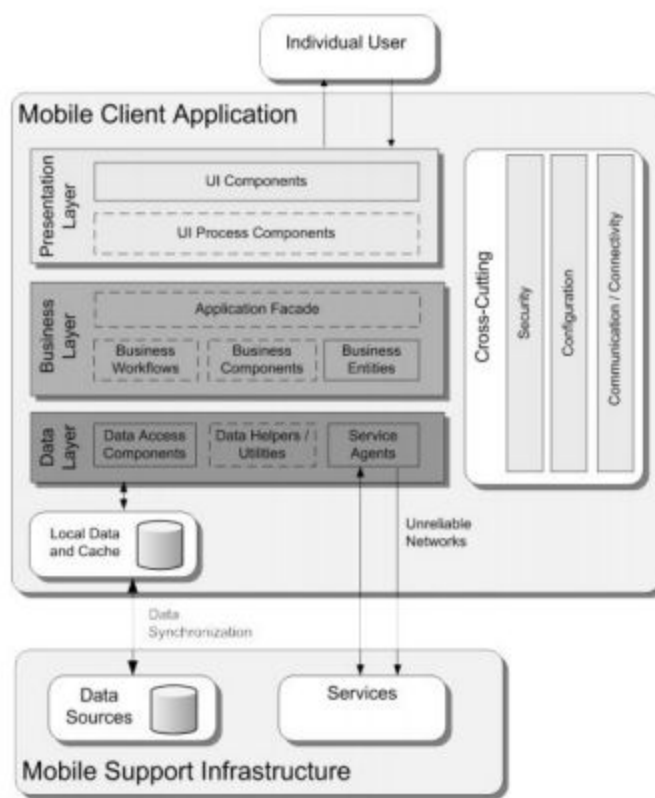 Individual User
Mobile Client Application
Presentation
Layer
UI Components
UI Process Components
Business
Layer
Application Facade
Business
Workflows
Business
Components
Business
Entities
Data
Layer
Data Access
Components
Data Helpers /
Utilities
Service
Agents
Cross-Cutting
Security
Configuration
Communication / Connectivity
Local Data
and Cache
Unreliable
Networks
Data
Synchronization
Data
Sources
Services
Mobile Support Infrastructure